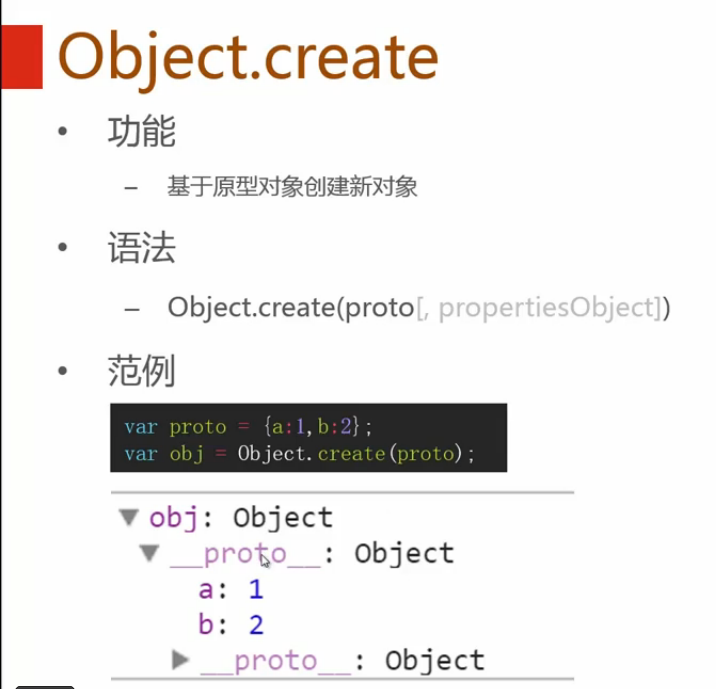 Object.create
• 功能
– 基于原型对象创建新对象
• 语法
– Object.create(proto[, propertiesObject])
• 范例
var proto = {a:1,b:2};
var obj = Object.create(proto);
▼ obj: Object
▼ __proto__: Object
a: 1
b: 2
▶ __proto__: Object